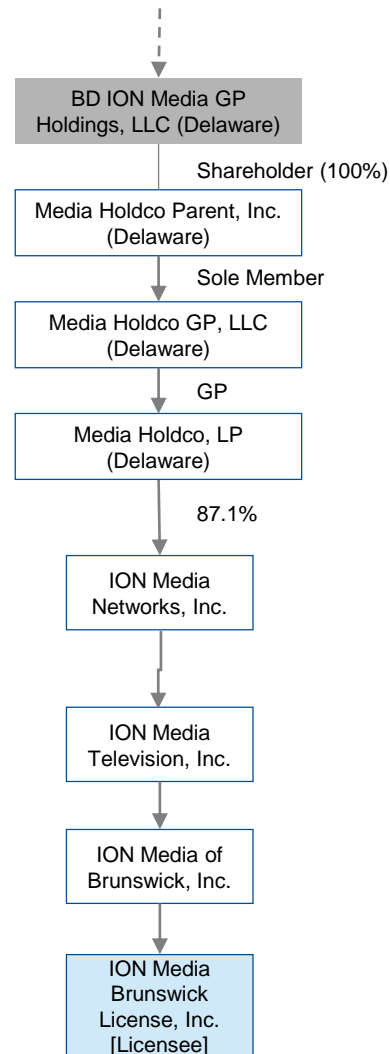 BD ION Media GP
Holdings, LLC (Delaware)
Shareholder (100%)
Media Holdco Parent, Inc.
(Delaware)
Sole Member
Media Holdco GP, LLC
(Delaware)
GP
Media Holdco, LP
(Delaware)
87.1%
ION Media
Networks, Inc.
ION Media
Television, Inc.
ION Media of
Brunswick, Inc.
ION Media
Brunswick
License, Inc.
[Licensee]